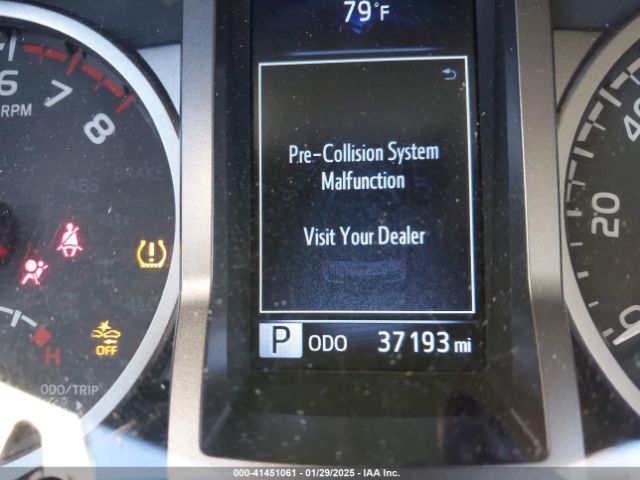 79°F
Pre-Collision System
Malfunction
Visit Your Dealer
P ODO 37193 mi
6 7 8
RPM
BRAKE
OFF
H
ODO/TRIP
40
20
0
000-41451061 - 01/29/2025 - IAA Inc.